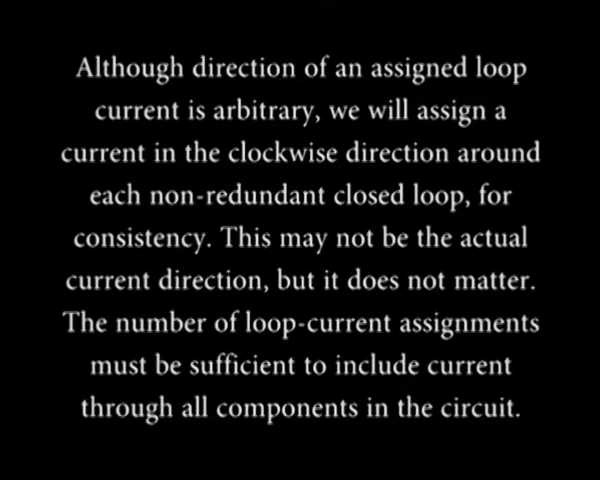 Although direction of an assigned loop
current is arbitrary, we will assign a
current in the clockwise direction around
each non-redundant closed loop, for
consistency. This may not be the actual
current direction, but it does not matter.
The number of loop-current assignments
must be sufficient to include current
through all components in the circuit.